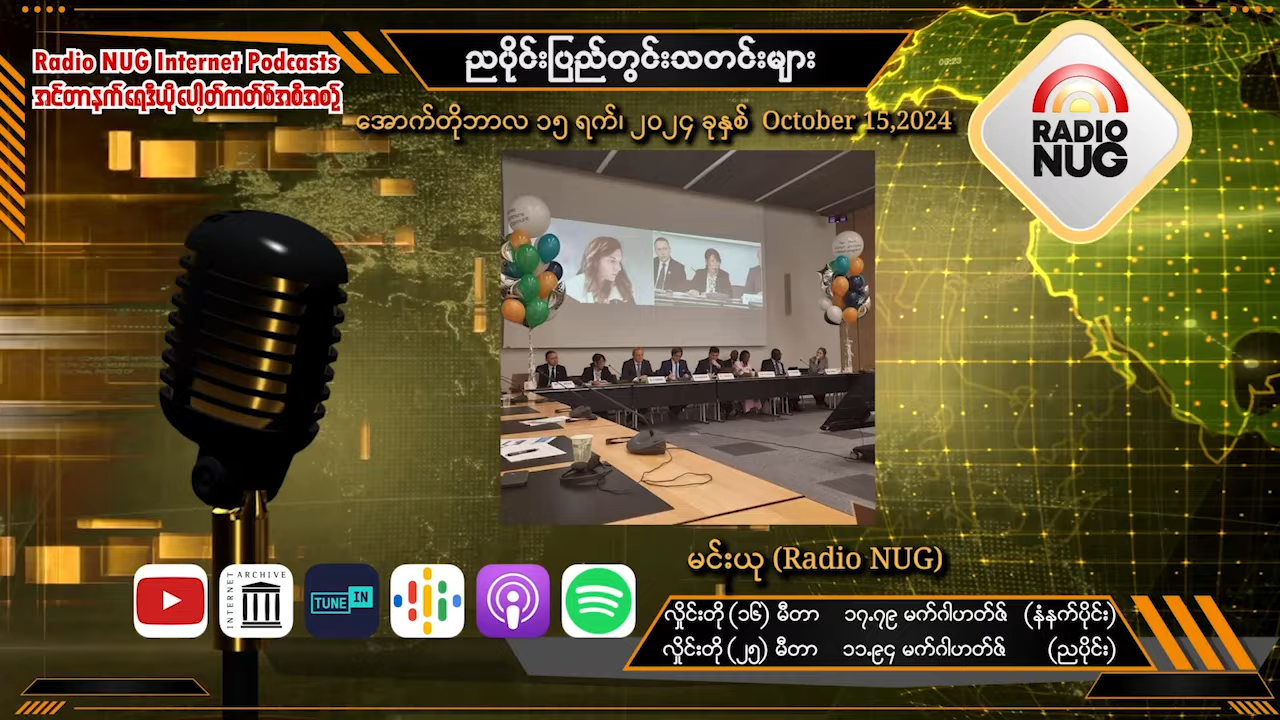 Radio NUG Internet Podcasts
အင်တာနက်ရေဒီယို ပေါ့တ်ကတ်စ်အစီအစဉ်
ညပိုင်းပြည်တွင်းသတင်းများ
အောက်တိုဘာလ ၁၅ ရက်၊ ၂၀၂၄ ခုနှစ် October 15,2024
RADIO
NUG
မင်းယု (Radio NUG)
INTERNET ARCHIVE
TUNE IN
လှိုင်းတို (၁၆) မီတာ ၁၇.၇၉ မက်ဂါဟတ်ဇ် (နံနက်ပိုင်း)
လှိုင်းတို (၂၅) မီတာ ၁၁.၉၄ မက်ဂါဟတ်ဇ် (ညပိုင်း)